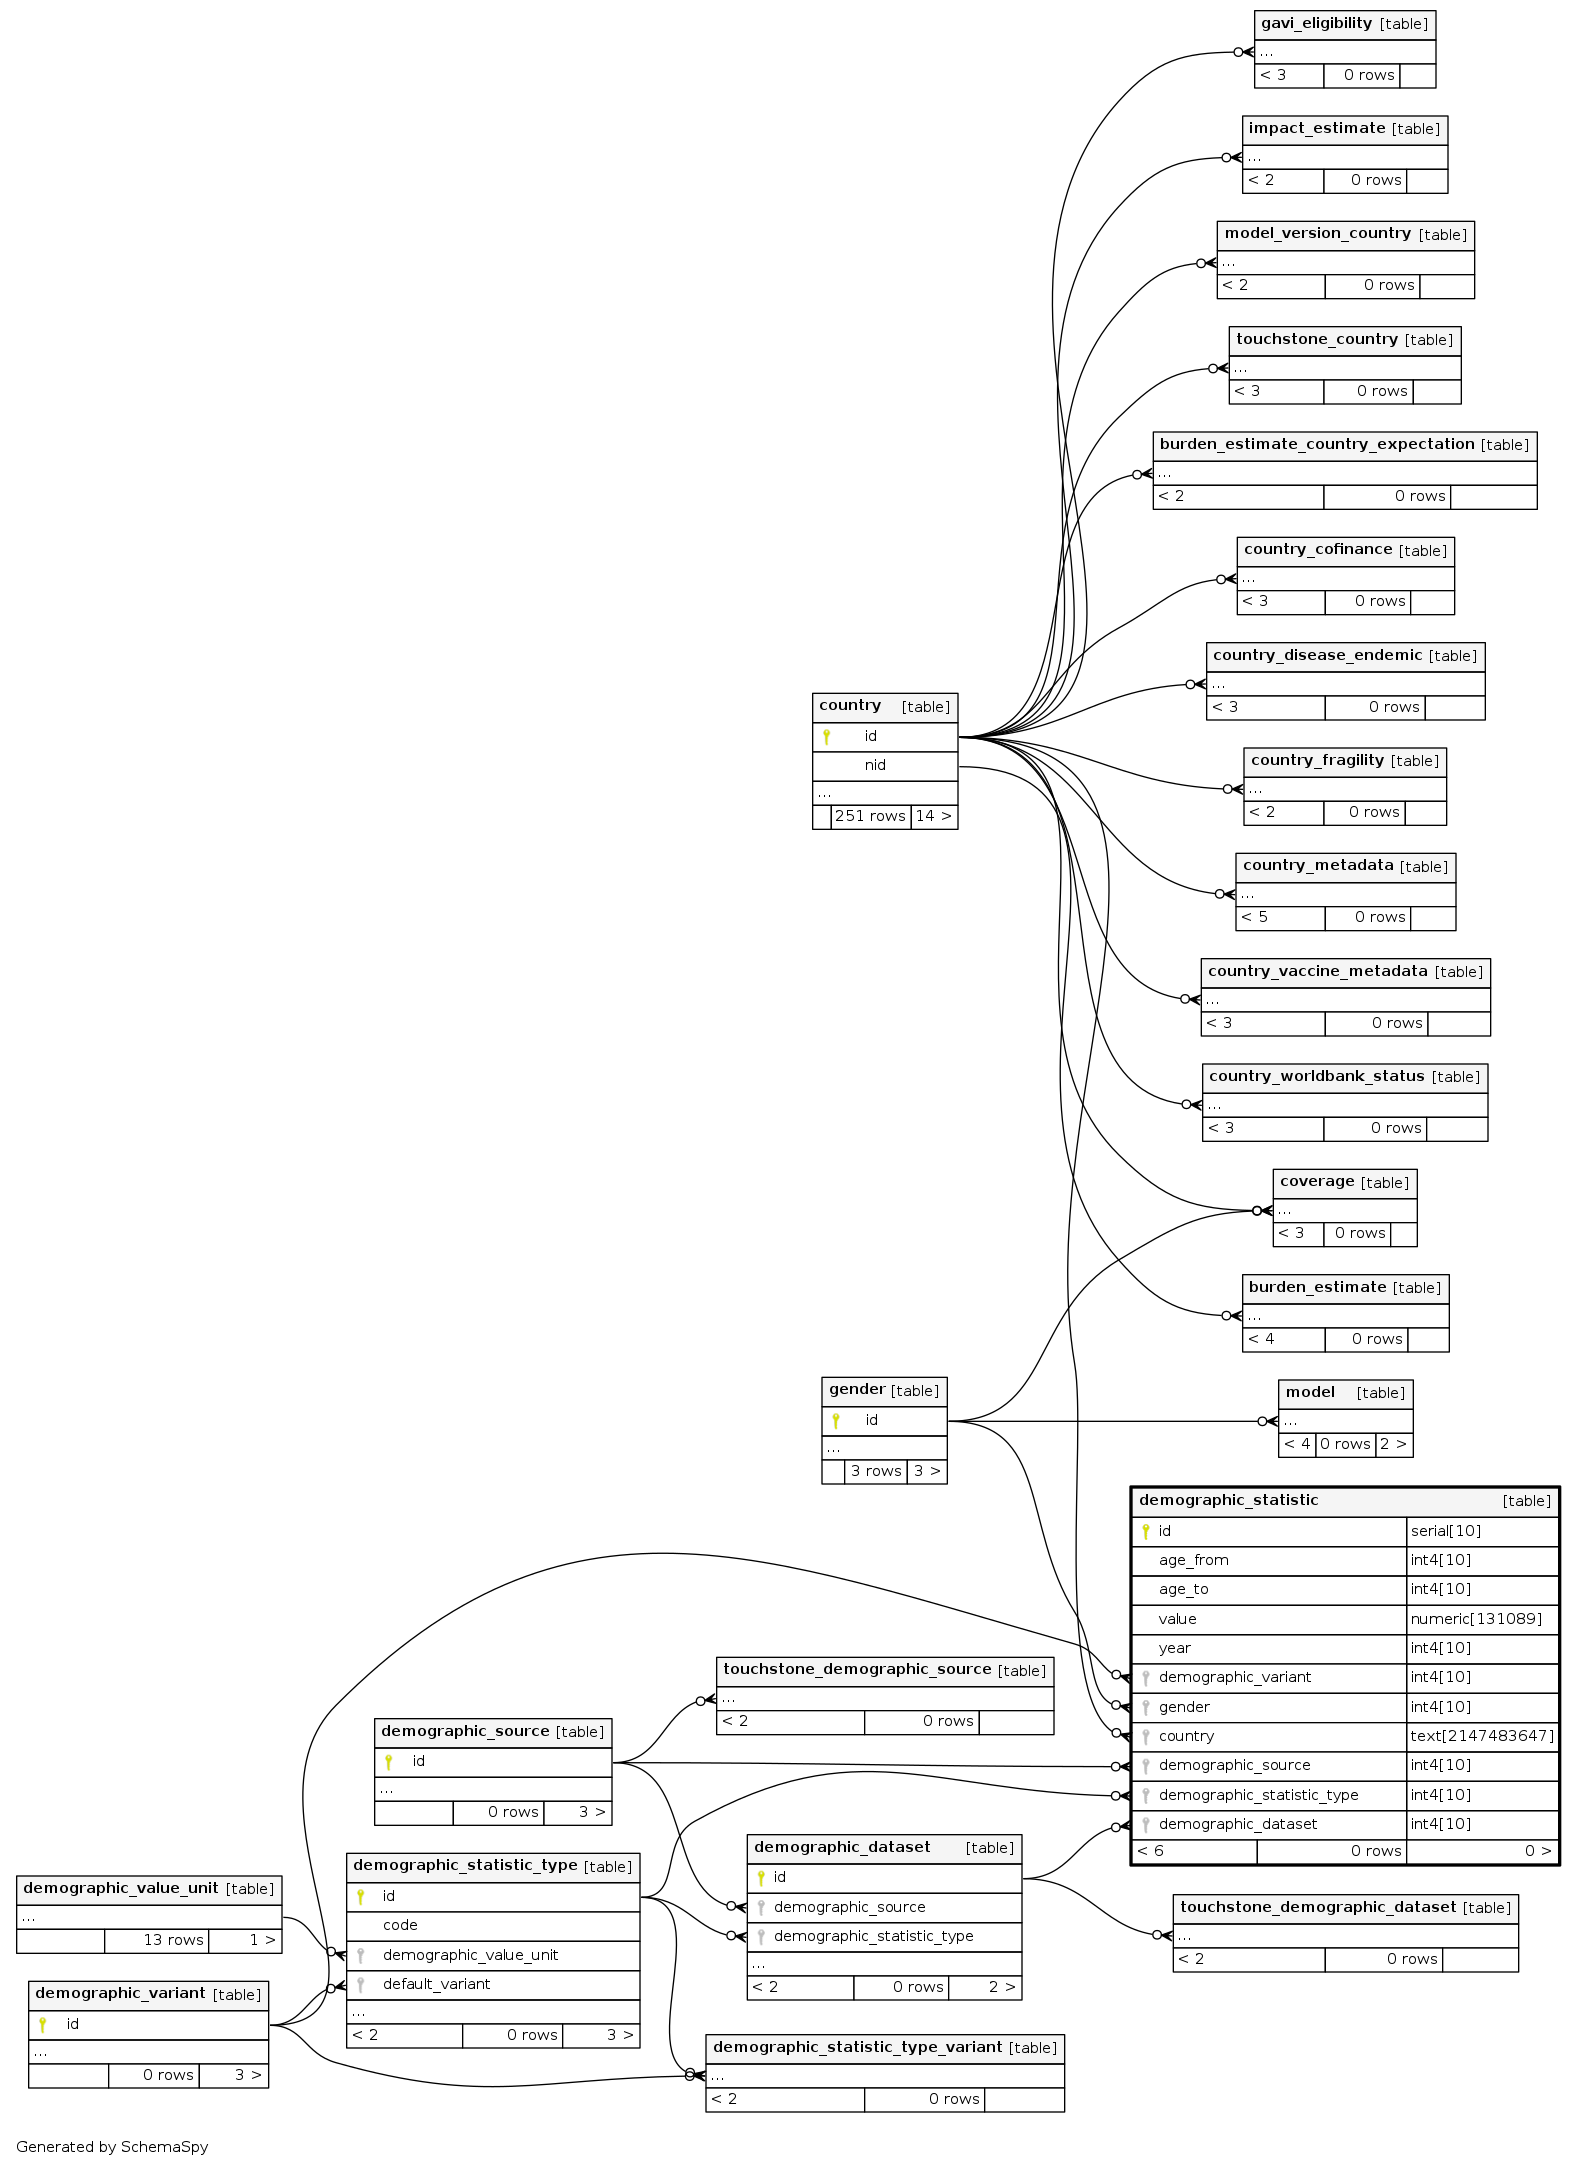 gavi_eligibility [table]
...
< 3 0 rows
impact_estimate [table]
...
< 2 0 rows
model_version_country [table]
...
< 2 0 rows
touchstone_country [table]
...
< 3 0 rows
burden_estimate_country_expectation [table]
...
< 2 0 rows
country_cofinance [table]
...
< 3 0 rows
country_disease_endemic [table]
...
< 3 0 rows
country [table]
id
nid
...
251 rows 14 >
country_fragility [table]
...
< 2 0 rows
country_metadata [table]
...
< 5 0 rows
country_vaccine_metadata [table]
...
< 3 0 rows
country_worldbank_status [table]
...
< 3 0 rows
coverage [table]
...
< 3 0 rows
burden_estimate [table]
...
< 4 0 rows
gender [table]
id
...
3 rows 3 >
model [table]
...
< 4 0 rows 2 >
demographic_statistic [table]
id serial[10]
age_from int4[10]
age_to int4[10]
value numeric[131089]
year int4[10]
demographic_variant int4[10]
gender int4[10]
country text[2147483647]
demographic_source int4[10]
demographic_statistic_type int4[10]
demographic_dataset int4[10]
< 6 0 rows 0 >
touchstone_demographic_source [table]
...
< 2 0 rows
demographic_source [table]
id
...
0 rows 3 >
demographic_dataset [table]
id
demographic_source
demographic_statistic_type
...
< 2 0 rows 2 >
demographic_statistic_type [table]
id
code
demographic_value_unit
default_variant
...
< 2 0 rows 3 >
demographic_value_unit [table]
...
13 rows 1 >
touchstone_demographic_dataset [table]
...
< 2 0 rows
demographic_variant [table]
id
...
0 rows 3 >
demographic_statistic_type_variant [table]
...
< 2 0 rows
Generated by SchemaSpy